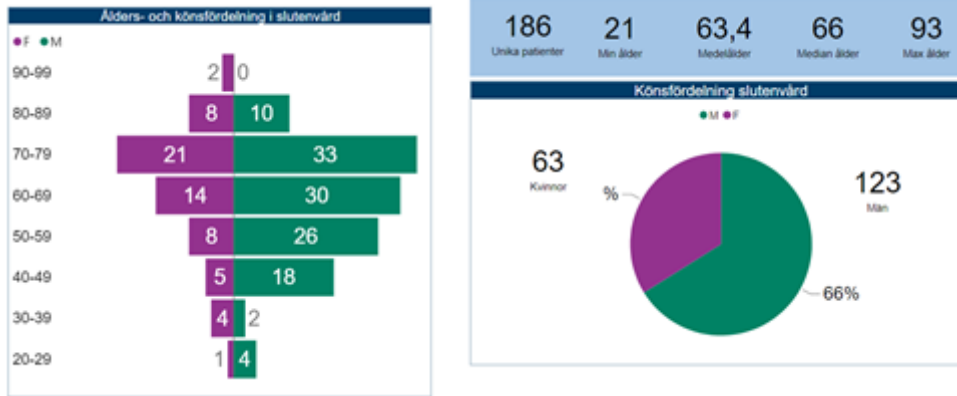 Ålders- och könsfördelning i slutenvård
F M
90-99 2 0
80-89 8 10
70-79 21 33
60-69 14 30
50-59 8 26
40-49 5 18
30-39 4 2
20-29 1 4
186 21 63,4 66 93
Unika patienter Min ålder Medelålder Median ålder Max ålder
Könsfördelning slutenvård
M F
63
Kvinnor
%
123
Män
66%